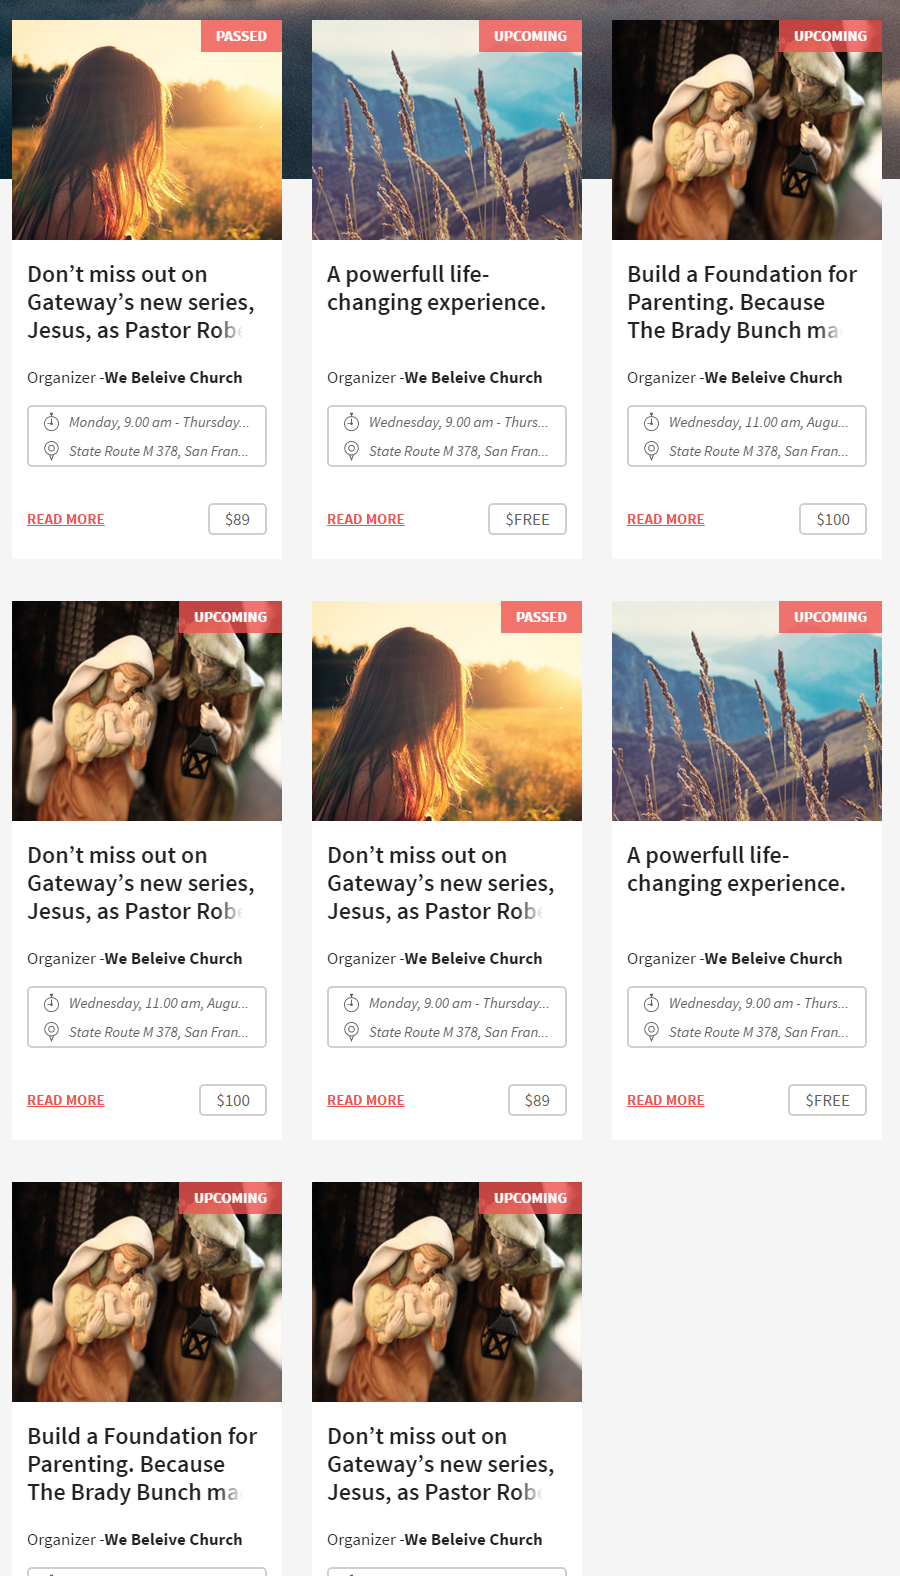 PASSED
Don't miss out on
Gateway's new series,
Jesus, as Pastor Robe
Organizer -We Beleive Church
Monday, 9.00 am - Thursday...
State Route M 378, San Fran...
READ MORE
$89
UPCOMING
A powerfull life-
changing experience.
Organizer -We Beleive Church
Wednesday, 9.00 am - Thurs...
State Route M 378, San Fran...
READ MORE
$FREE
UPCOMING
Build a Foundation for
Parenting. Because
The Brady Bunch ma
Organizer -We Beleive Church
Wednesday, 11.00 am, Augu...
State Route M 378, San Fran...
READ MORE
$100
UPCOMING
Don't miss out on
Gateway's new series,
Jesus, as Pastor Robe
Organizer -We Beleive Church
Wednesday, 11.00 am, Augu...
State Route M 378, San Fran...
READ MORE
$100
PASSED
Don't miss out on
Gateway's new series,
Jesus, as Pastor Robe
Organizer -We Beleive Church
Monday, 9.00 am - Thursday...
State Route M 378, San Fran...
READ MORE
$89
UPCOMING
A powerfull life-
changing experience.
Organizer -We Beleive Church
Wednesday, 9.00 am - Thurs...
State Route M 378, San Fran...
READ MORE
$FREE
UPCOMING
Build a Foundation for
Parenting. Because
The Brady Bunch ma
Organizer -We Beleive Church
UPCOMING
Don't miss out on
Gateway's new series,
Jesus, as Pastor Robe
Organizer -We Beleive Church